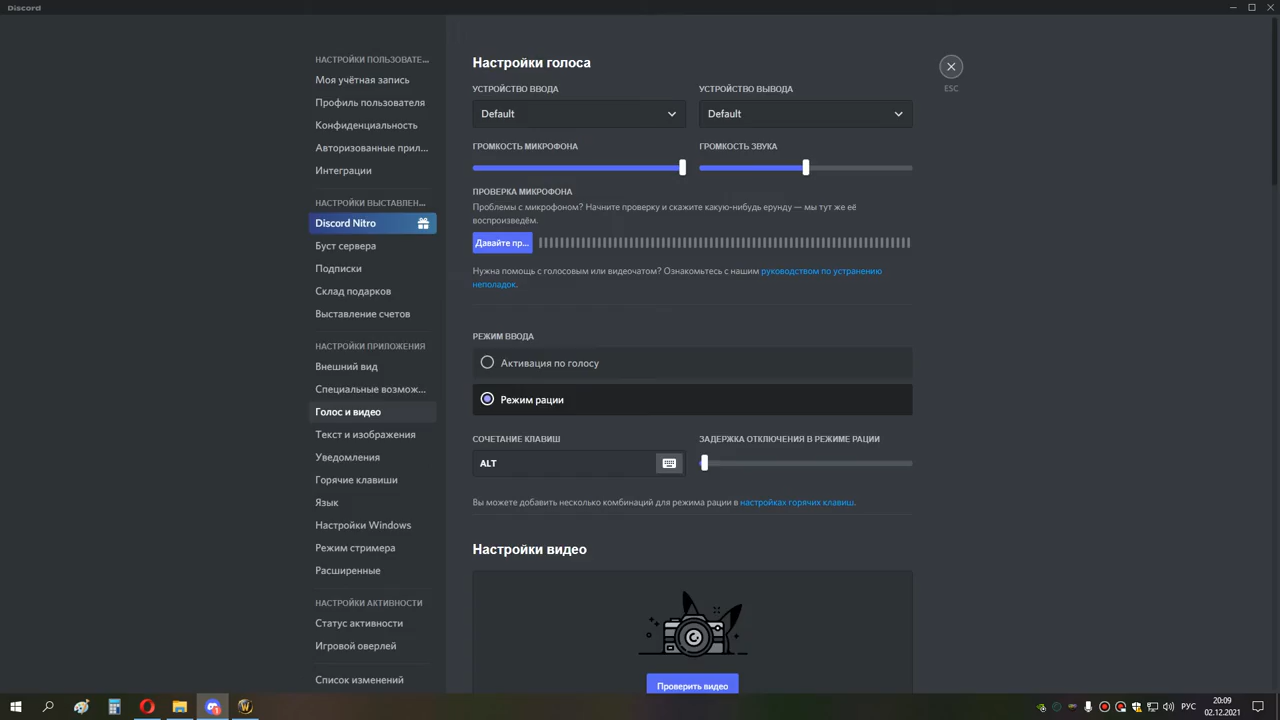 Discord
НАСТРОЙКИ ПОЛЬЗОВАТЕ...
Моя учётная запись
Профиль пользователя
Конфиденциальность
Авторизованные прил...
Интеграции
НАСТРОЙКИ ВЫСТАВЛЕН...
Discord Nitro
Буст сервера
Подписки
Склад подарков
Выставление счетов
НАСТРОЙКИ ПРИЛОЖЕНИЯ
Внешний вид
Специальные возмож...
Голос и видео
Текст и изображения
Уведомления
Горячие клавиши
Язык
Настройки Windows
Режим стримера
Расширенные
НАСТРОЙКИ АКТИВНОСТИ
Статус активности
Игровой оверлей
Список изменений
Настройки голоса
ESC
УСТРОЙСТВО ВВОДА
УСТРОЙСТВО ВЫВОДА
Default
Default
ГРОМКОСТЬ МИКРОФОНА
ГРОМКОСТЬ ЗВУКА
ПРОВЕРКА МИКРОФОНА
Проблемы с микрофоном? Начните проверку и скажите какую-нибудь ерунду — мы тут же её
воспроизведём.
Давайте пр...
Нужна помощь с голосовым или видеочатом? Ознакомьтесь с нашим руководством по устранению
неполадок.
РЕЖИМ ВВОДА
Активация по голосу
Режим рации
СОЧЕТАНИЕ КЛАВИШ
ЗАДЕРЖКА ОТКЛЮЧЕНИЯ В РЕЖИМЕ РАЦИИ
ALT
Вы можете добавить несколько комбинаций для режима рации в настройках горячих клавиш.
Настройки видео
Проверить видео
РУС
20:09
02.12.2021